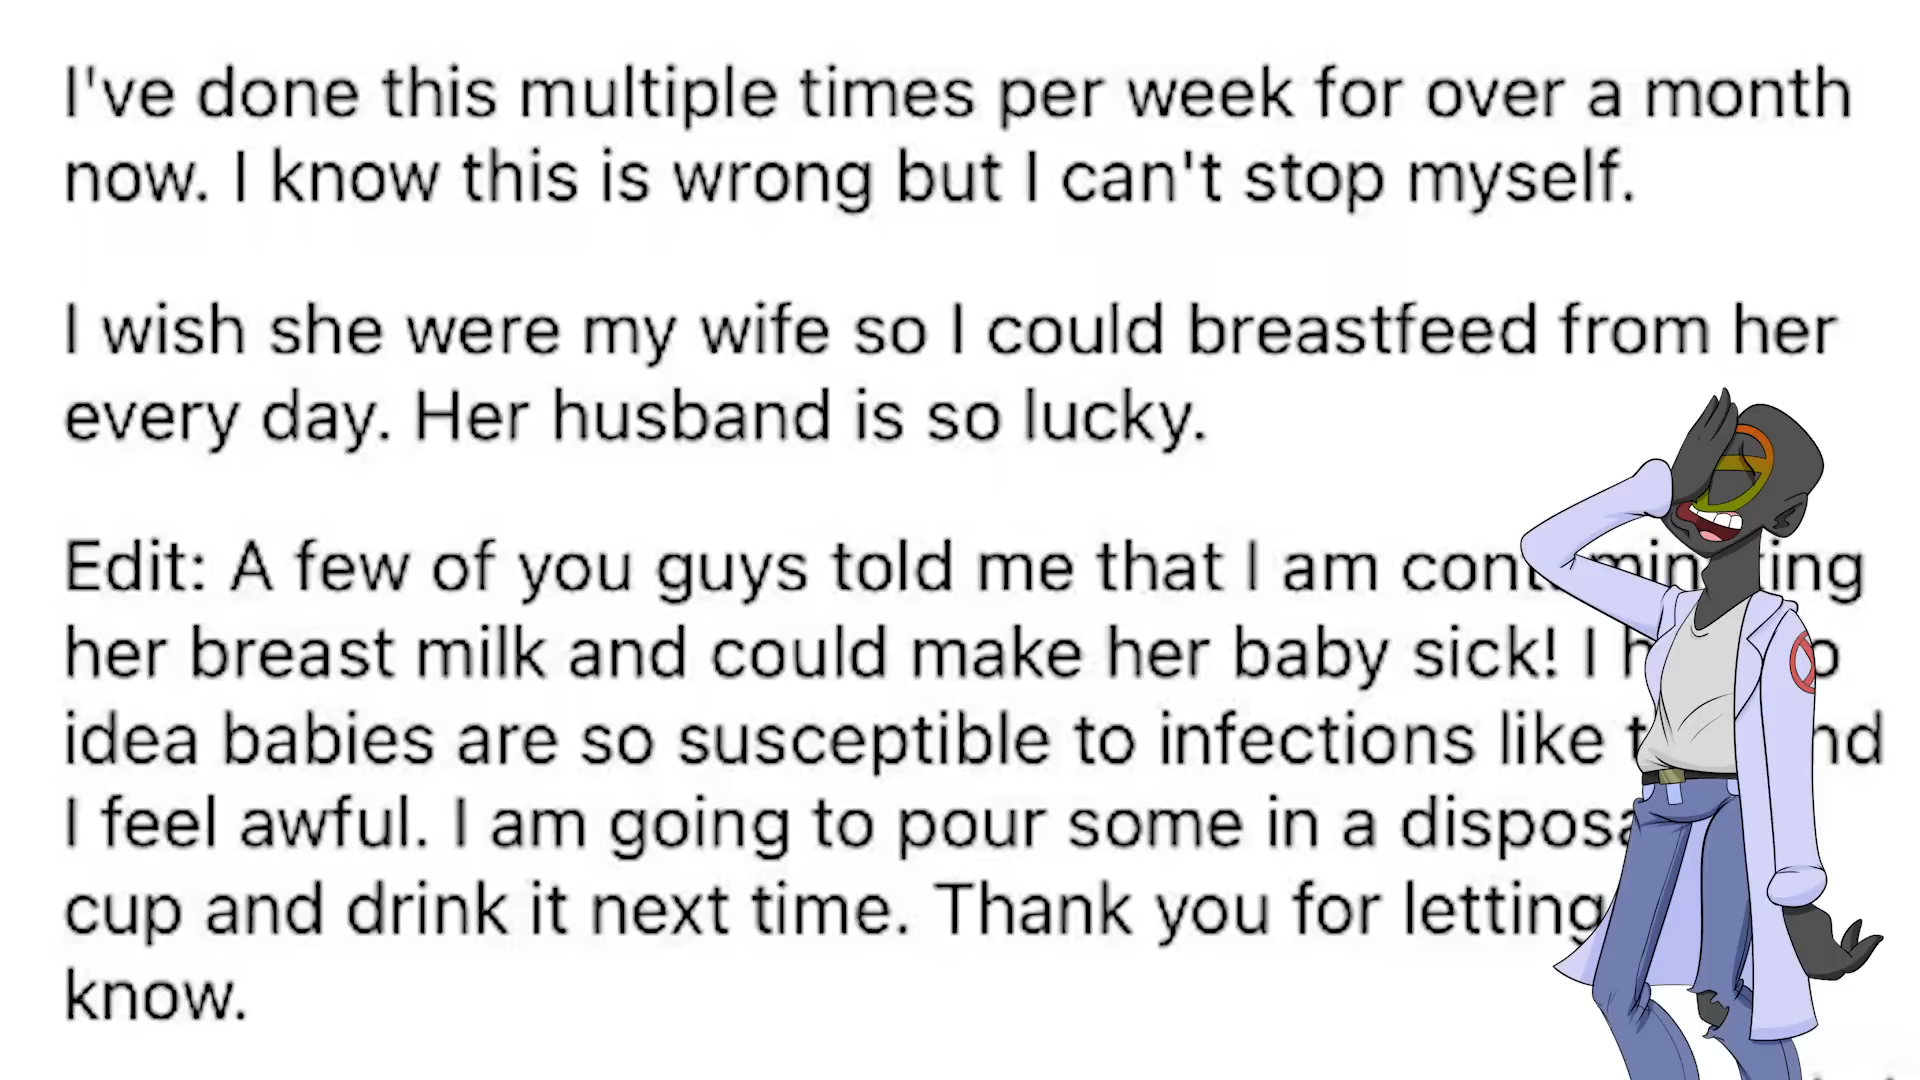 I've done this multiple times per week for over a month
now. I know this is wrong but I can't stop myself.
I wish she were my wife so I could breastfeed from her
every day. Her husband is so lucky.
Edit: A few of you guys told me that I am
her breast milk and could make her baby sick! I
idea babies are so susceptible to infections like
I feel awful. I am going to pour some in a
cup and drink it next time. Thank you for letting
know.